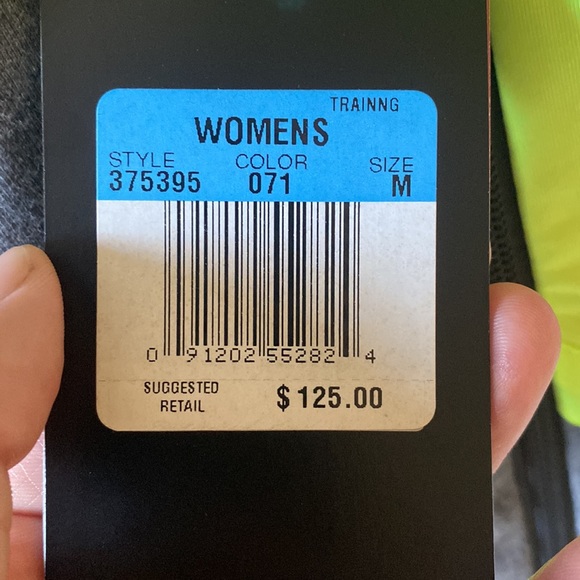 TRAINNG
WOMENS
STYLE COLOR SIZE
375395 071 M
0 91202 55282 4
SUGGESTED RETAIL $125.00